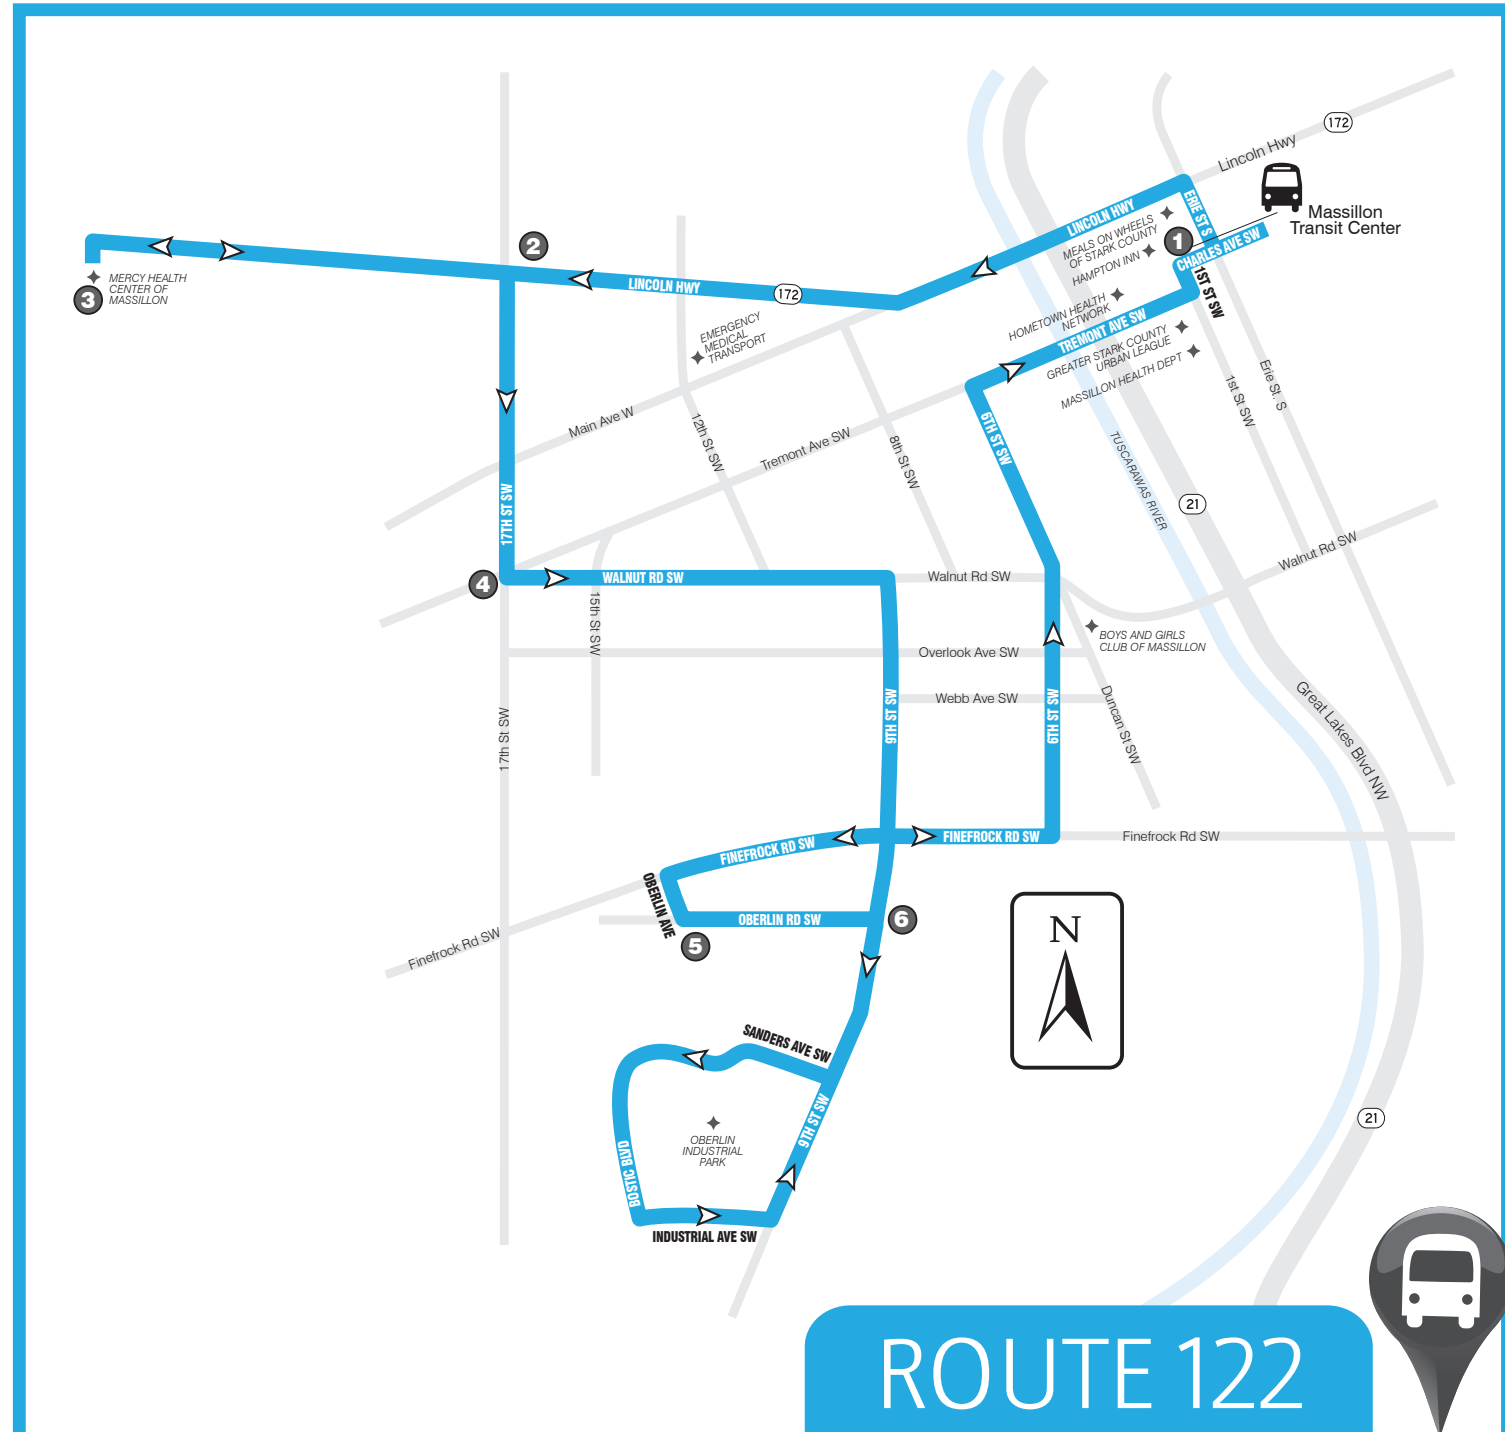 172
Lincoln Hwy
Massillon
Transit Center
LINCOLN HWY
ERIE ST S
CHARLES AVE SW
1
MEALS ON WHEELS
OF STARK COUNTY
HAMPTON INN
1ST ST SW
2
3
MERCY HEALTH
CENTER OF
MASSILLON
LINCOLN HWY
172
HOMETOWN HEALTH
NETWORK
TREMONT AVE SW
GREATER STARK COUNTY
URBAN LEAGUE
MASSILLON HEALTH DEPT
EMERGENCY
MEDICAL
TRANSPORT
Main Ave W
12th St SW
Tremont Ave SW
8th St SW
6TH ST SW
1st St SW
Erie St. S
TUSCARAWAS RIVER
21
17TH ST SW
4
WALNUT RD SW
Walnut Rd SW
Walnut Rd SW
15th St SW
Overlook Ave SW
BOYS AND GIRLS
CLUB OF MASSILLON
Webb Ave SW
17th St SW
9TH ST SW
6TH ST SW
Duncan St SW
Great Lakes Blvd NW
FINEFROCK RD SW
FINEFROCK RD SW
Finefrock Rd SW
OBERLIN AVE
OBERLIN RD SW
5
6
Finefrock Rd SW
N
SANDERS AVE SW
9TH ST SW
OBERLIN
INDUSTRIAL
PARK
BOSTIC BLVD
INDUSTRIAL AVE SW
21
ROUTE 122